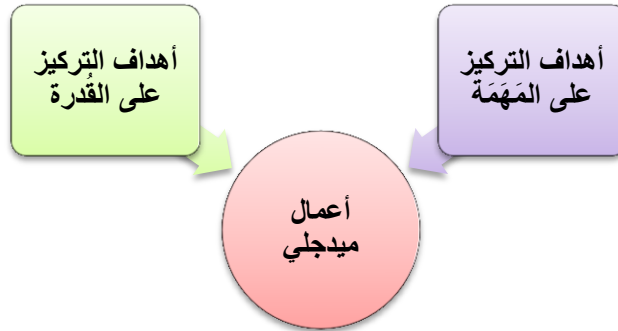 أهداف التركيز
على المَهَمَة
أهداف التركيز
على القُدرة
أعمال
ميدجلي